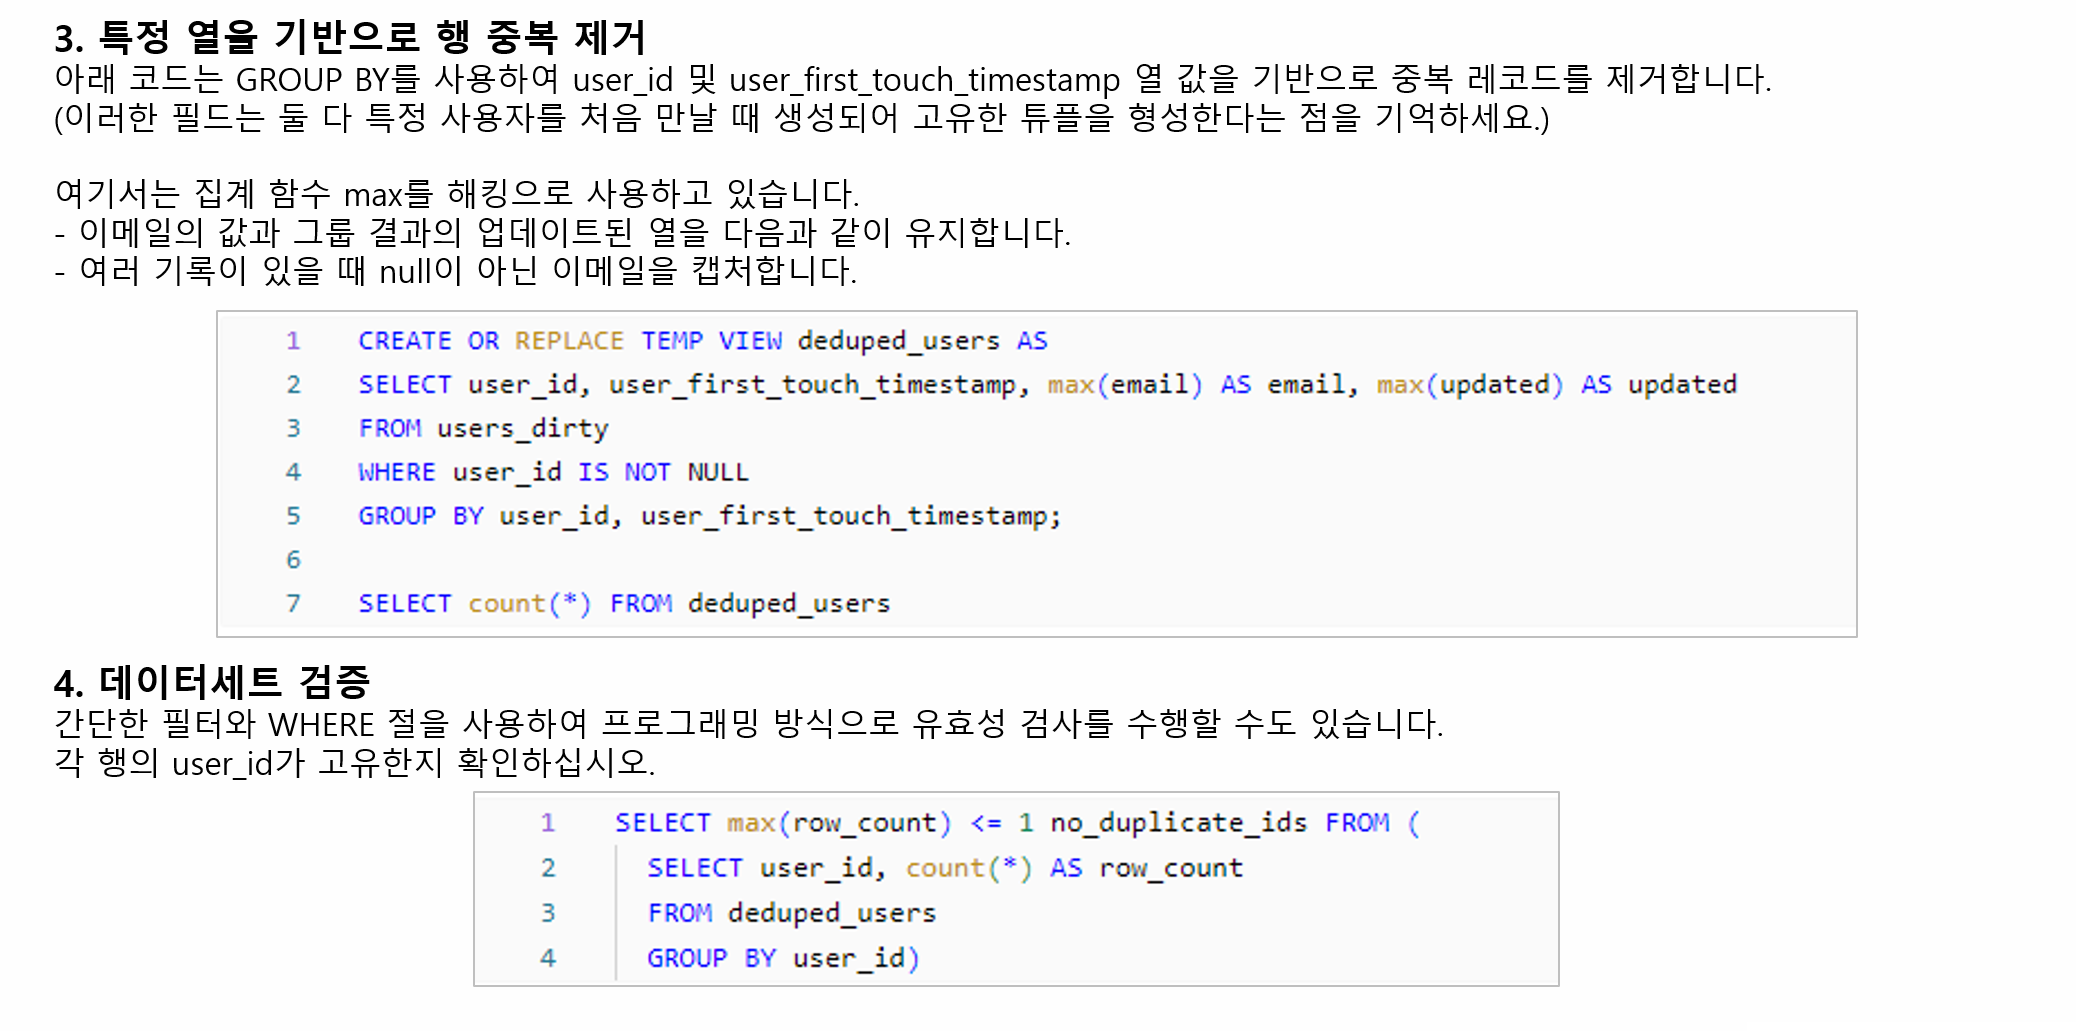 3. 특정 열을 기반으로 행 중복 제거
아래 코드는 GROUP BY를 사용하여 user_id 및 user_first_touch_timestamp 열 값을 기반으로 중복 레코드를 제거합니다.
(이러한 필드는 둘 다 특정 사용자를 처음 만날 때 생성되어 고유한 튜플을 형성한다는 점을 기억하세요.)
여기서는 집계 함수 max를 해킹으로 사용하고 있습니다.
- 이메일의 값과 그룹 결과의 업데이트된 열을 다음과 같이 유지합니다.
- 여러 기록이 있을 때 null이 아닌 이메일을 캡처합니다.
1 CREATE OR REPLACE TEMP VIEW deduped_users AS
2 SELECT user_id, user_first_touch_timestamp, max(email) AS email, max(updated) AS updated
3 FROM users_dirty
4 WHERE user_id IS NOT NULL
5 GROUP BY user_id, user_first_touch_timestamp;
6
7 SELECT count(*) FROM deduped_users
4. 데이터세트 검증
간단한 필터와 WHERE 절을 사용하여 프로그래밍 방식으로 유효성 검사를 수행할 수도 있습니다.
각 행의 user_id가 고유한지 확인하십시오.
1 SELECT max(row_count) <= 1 no_duplicate_ids FROM (
2 SELECT user_id, count(*) AS row_count
3 FROM deduped_users
4 GROUP BY user_id)